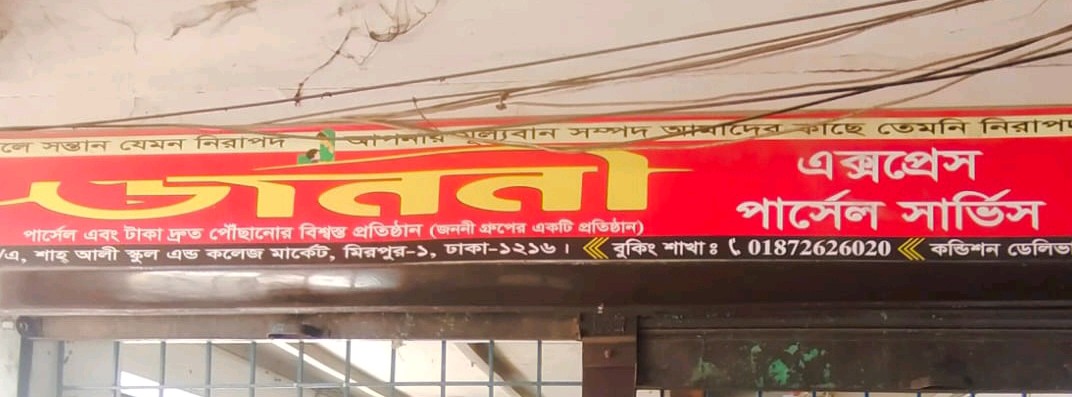 লে সন্তান যেমন নিরাপদ আপনার মূল্যবান সম্পদ আমাদের কাছে তেমনি নিরাপদ
জননী
এক্সপ্রেস
পার্সেল সার্ভিস
পার্সেল এবং টাকা দ্রুত পৌঁছানোর বিশ্বস্ত প্রতিষ্ঠান (জননী গ্রুপের একটি প্রতিষ্ঠান)
/এ, শাহ্ আলী স্কুল এন্ড কলেজ মার্কেট, মিরপুর-১, ঢাকা-১২১৬। বুকিং শাখাঃ 01872626020 কন্ডিশন ডেলিভা